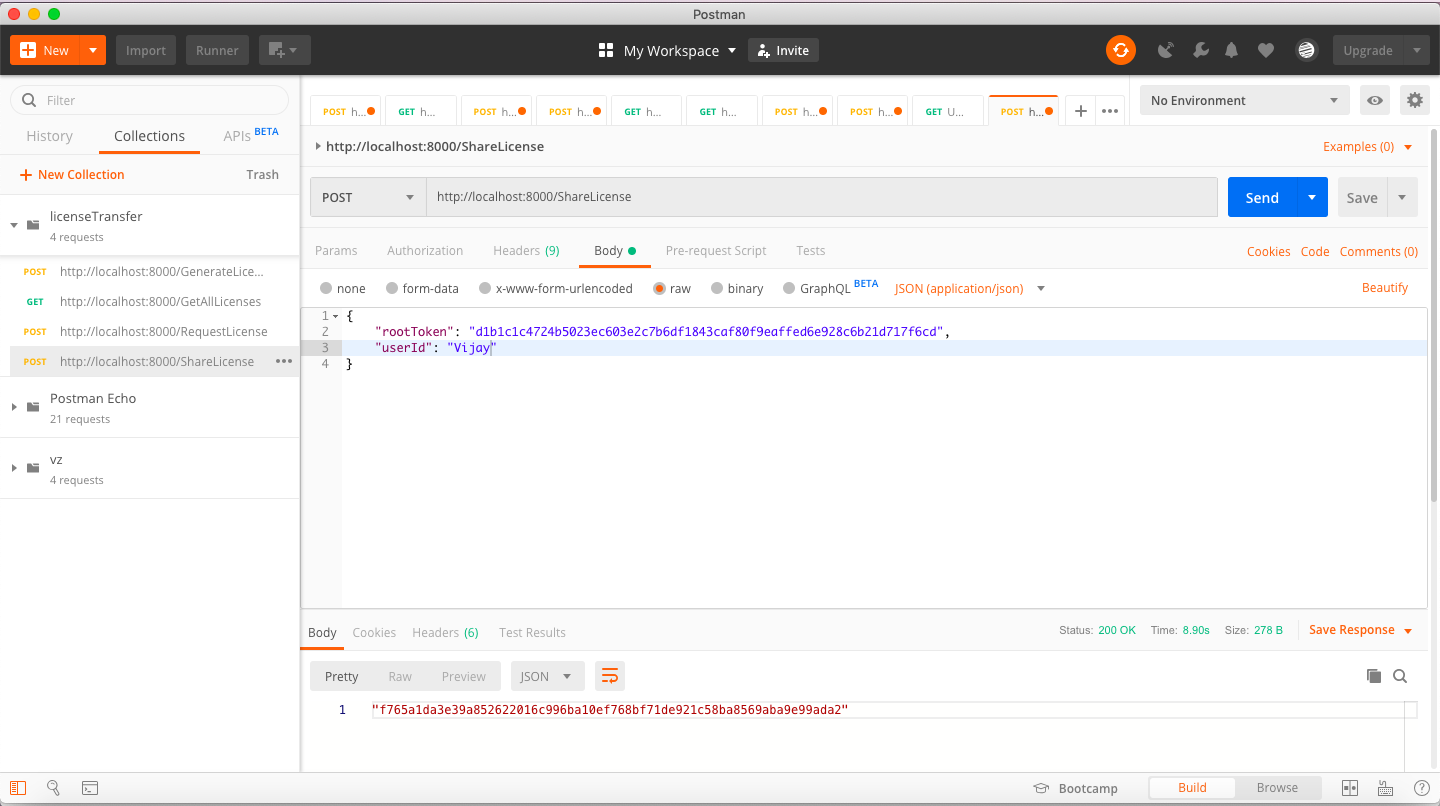 Postman
New Import Runner My Workspace Invite Upgrade
Filter
History Collections APIs BETA
New Collection Trash
licenseTransfer
4 requests
POST http://localhost:8000/GenerateLice...
GET http://localhost:8000/GetAllLicenses
POST http://localhost:8000/RequestLicense
POST http://localhost:8000/ShareLicense
Postman Echo
21 requests
vz
4 requests
POST h... GET h... POST h... POST h... GET h... GET h... POST h... POST h... GET U... POST h...
No Environment
http://localhost:8000/ShareLicense Examples (0)
POST http://localhost:8000/ShareLicense Send Save
Params Authorization Headers (9) Body Pre-request Script Tests Cookies Code Comments (0)
none form-data x-www-form-urlencoded raw binary GraphQL BETA JSON (application/json) Beautify
1 {
2 "rootToken": "d1b1c1c4724b5023ec603e2c7b6df1843caf80f9eaffed6e928c6b21d717f6cd",
3 "userId": "Vijay"
4 }
Body Cookies Headers (6) Test Results Status: 200 OK Time: 8.90s Size: 278 B Save Response
Pretty Raw Preview JSON
1 "f765a1da3e39a852622016c996ba10ef768bf71de921c58ba8569aba9e99ada2"
Bootcamp Build Browse